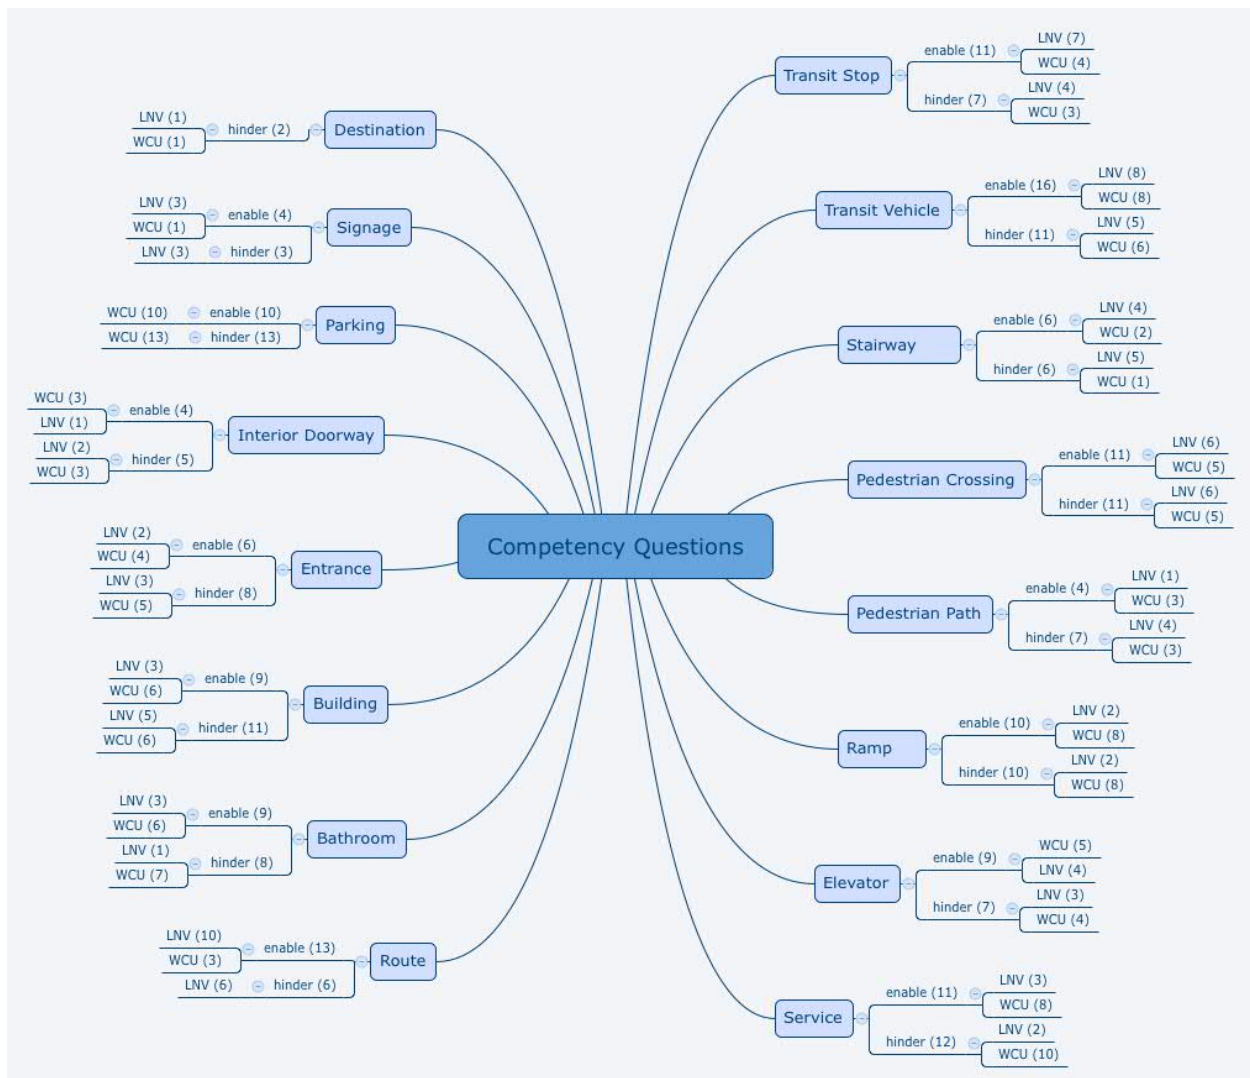 Competency Questions
Transit Stop
enable (11)
LNV (7)
WCU (4)
hinder (7)
LNV (4)
WCU (3)
Transit Vehicle
enable (16)
LNV (8)
WCU (8)
hinder (11)
LNV (5)
WCU (6)
Stairway
enable (6)
LNV (4)
WCU (2)
hinder (6)
LNV (5)
WCU (1)
Pedestrian Crossing
enable (11)
LNV (6)
WCU (5)
hinder (11)
LNV (6)
WCU (5)
Pedestrian Path
enable (4)
LNV (1)
WCU (3)
hinder (7)
LNV (4)
WCU (3)
Ramp
enable (10)
LNV (2)
WCU (8)
hinder (10)
LNV (2)
WCU (8)
Elevator
enable (9)
WCU (5)
LNV (4)
hinder (7)
LNV (3)
WCU (4)
Service
enable (11)
LNV (3)
WCU (8)
hinder (12)
LNV (2)
WCU (10)
Destination
hinder (2)
LNV (1)
WCU (1)
Signage
enable (4)
LNV (3)
WCU (1)
hinder (3)
LNV (3)
Parking
enable (10)
WCU (10)
hinder (13)
WCU (13)
Interior Doorway
enable (4)
WCU (3)
LNV (1)
hinder (5)
LNV (2)
WCU (3)
Entrance
enable (6)
LNV (2)
WCU (4)
hinder (8)
LNV (3)
WCU (5)
Building
enable (9)
LNV (3)
WCU (6)
hinder (11)
LNV (5)
WCU (6)
Bathroom
enable (9)
LNV (3)
WCU (6)
hinder (8)
LNV (1)
WCU (7)
Route
enable (13)
LNV (10)
WCU (3)
hinder (6)
LNV (6)